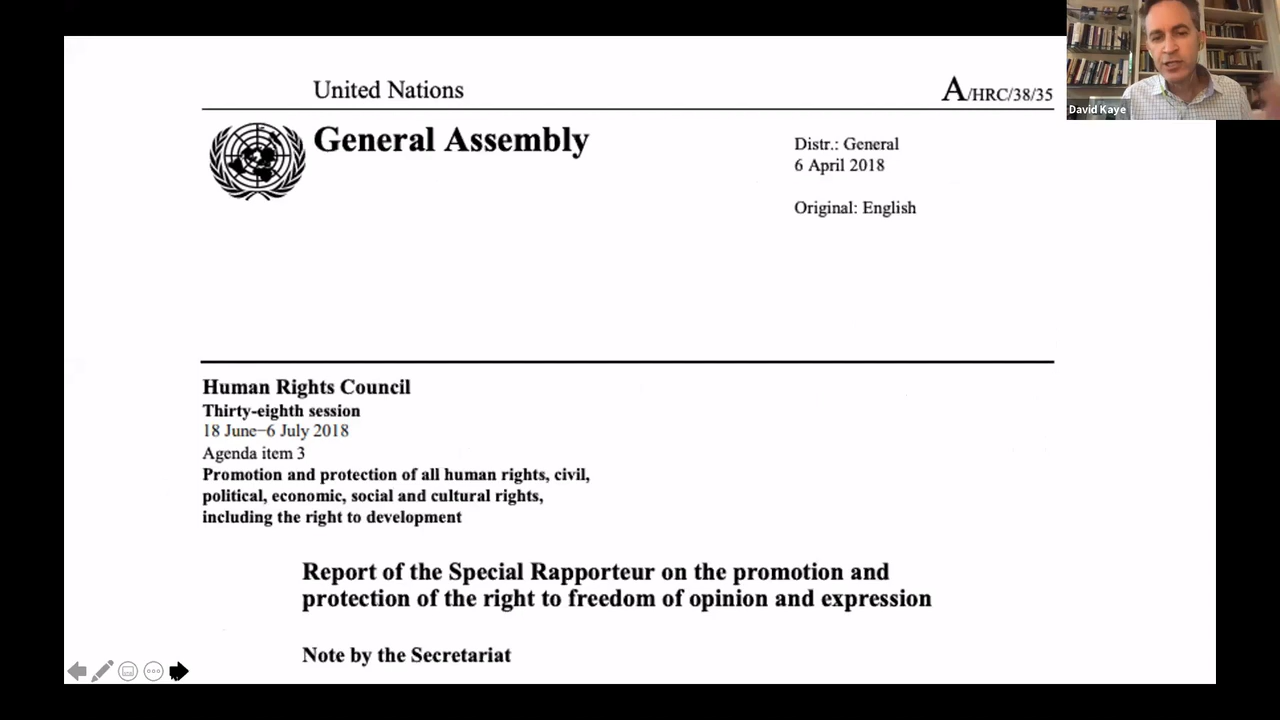 United Nations
A/HRC/38/35
General Assembly
Distr.: General
6 April 2018
Original: English
Human Rights Council
Thirty-eighth session
18 June–6 July 2018
Agenda item 3
Promotion and protection of all human rights, civil,
political, economic, social and cultural rights,
including the right to development
Report of the Special Rapporteur on the promotion and
protection of the right to freedom of opinion and expression
Note by the Secretariat
David Kaye